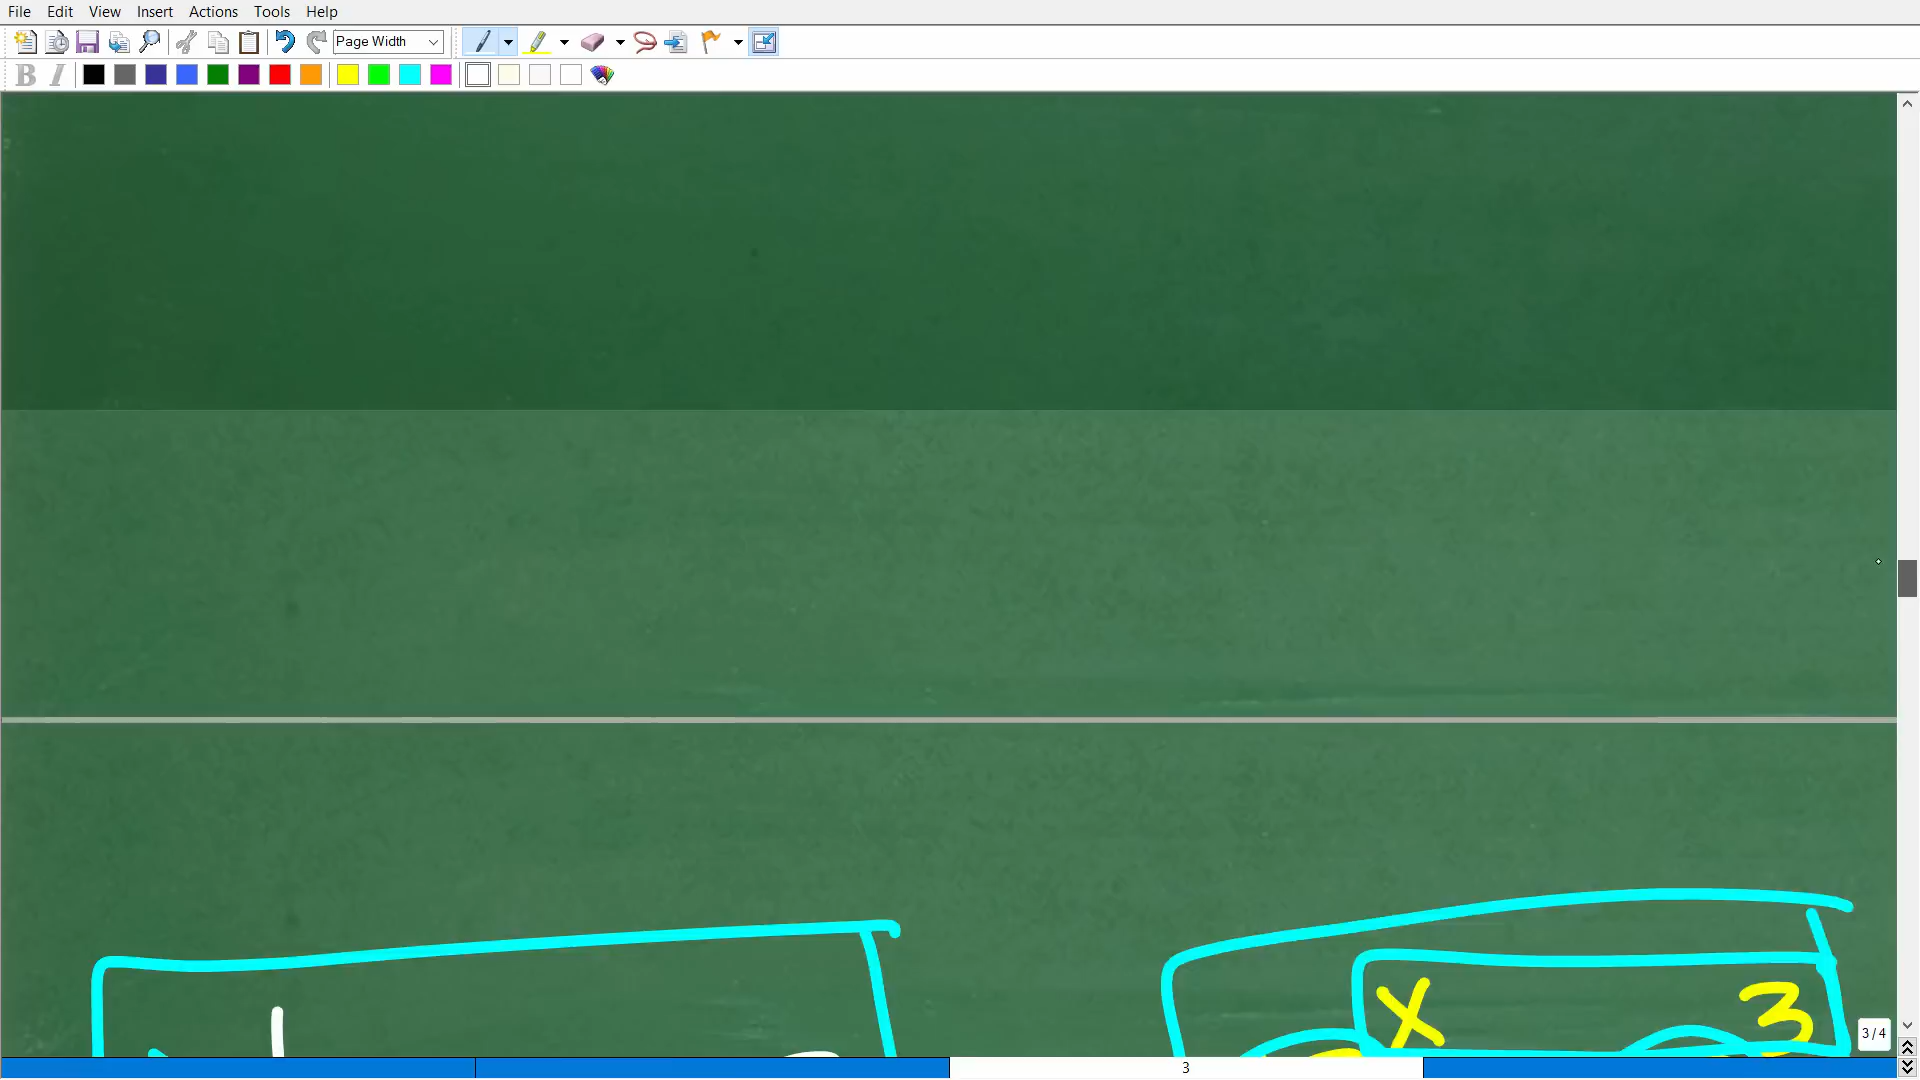 File Edit View Insert Actions Tools Help
Page Width
B I
X 3
3 / 4
3